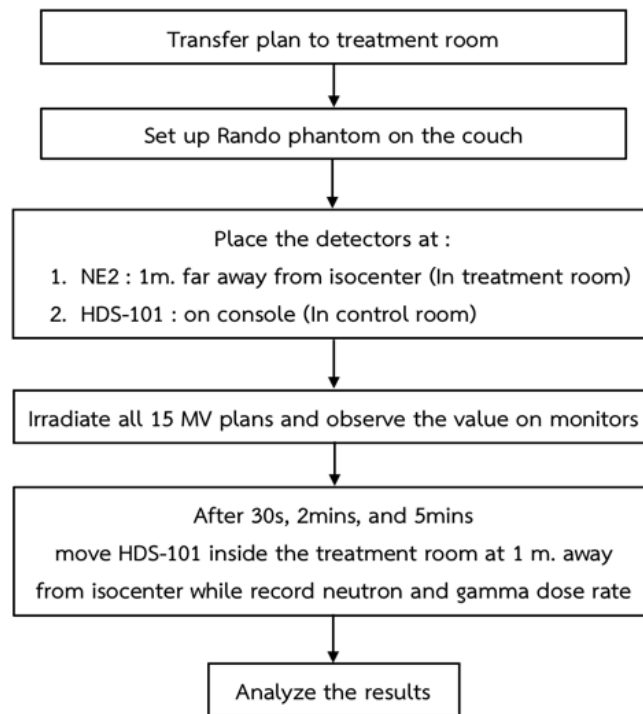 Transfer plan to treatment room
Set up Rando phantom on the couch
Place the detectors at :
1. NE2 : 1m. far away from isocenter (In treatment room)
2. HDS-101 : on console (In control room)
Irradiate all 15 MV plans and observe the value on monitors
After 30s, 2mins, and 5mins
move HDS-101 inside the treatment room at 1 m. away
from isocenter while record neutron and gamma dose rate
Analyze the results